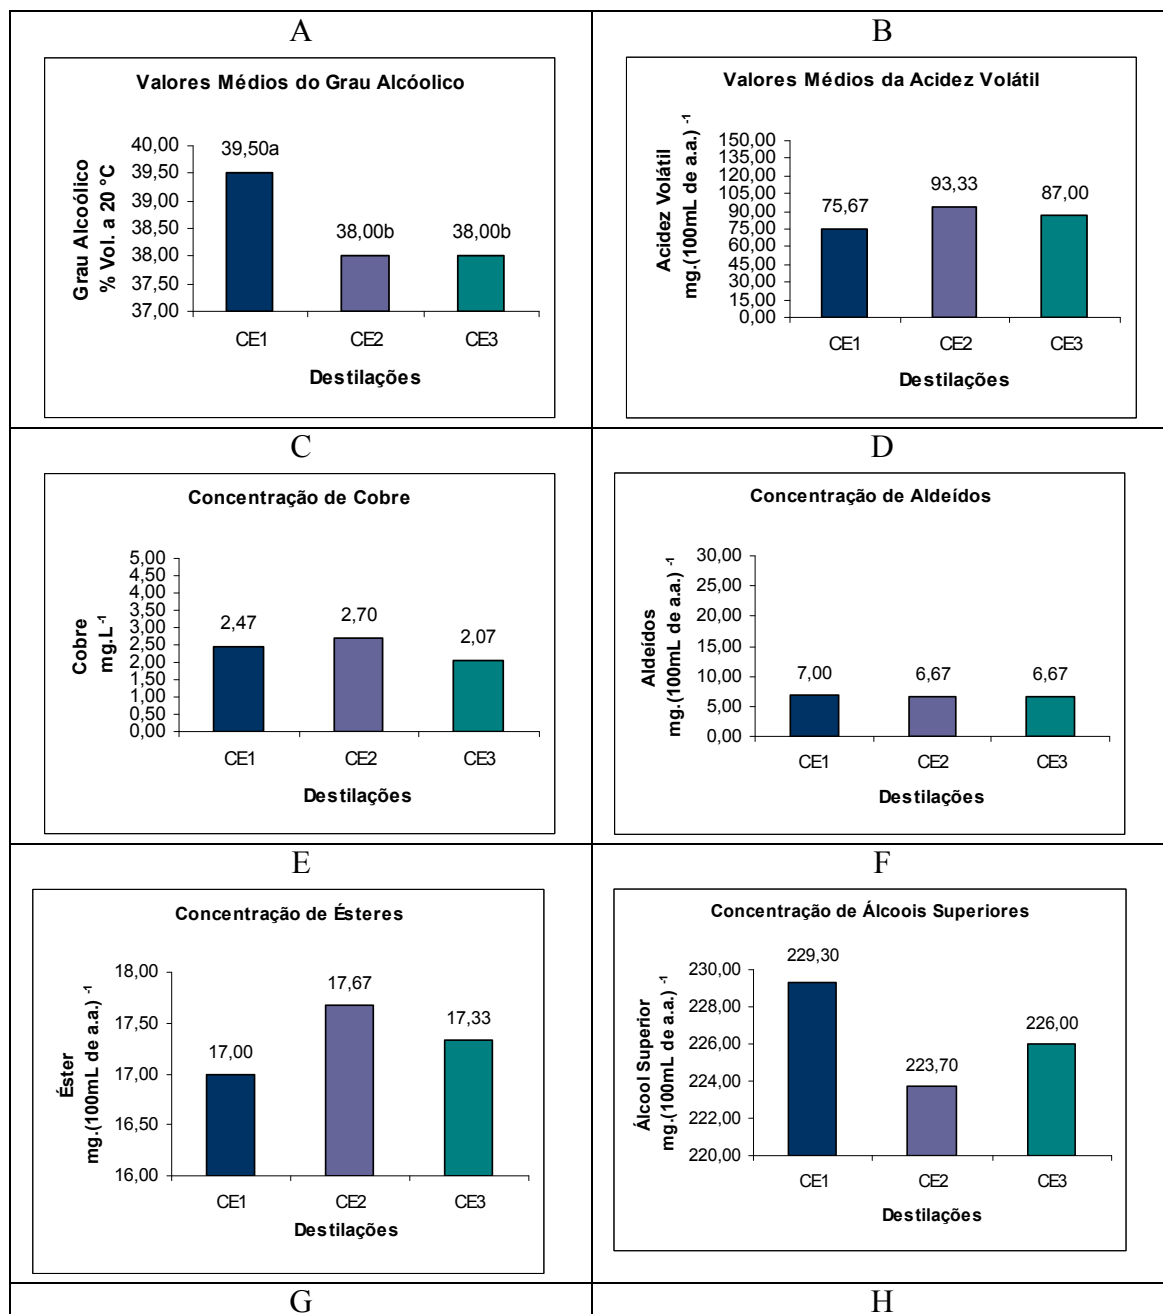 A
Valores Médios do Grau Alcóolico
Grau Alcoólico
% Vol. a 20 °C
40,00
39,50
39,00
38,50
38,00
37,50
37,00
39,50a
38,00b
38,00b
CE1 CE2 CE3
Destilações
B
Valores Médios da Acidez Volátil
Acidez Volátil
mg.(100mL de a.a.) -1
150,00
135,00
120,00
105,00
90,00
75,00
60,00
45,00
30,00
15,00
0,00
75,67
93,33
87,00
CE1 CE2 CE3
Destilações
C
Concentração de Cobre
Cobre
mg.L-1
5,00
4,50
4,00
3,50
3,00
2,50
2,00
1,50
1,00
0,50
0,00
2,47
2,70
2,07
CE1 CE2 CE3
Destilações
D
Concentração de Aldeídos
Aldeídos
mg.(100mL de a.a.) -1
30,00
25,00
20,00
15,00
10,00
5,00
0,00
7,00
6,67
6,67
CE1 CE2 CE3
Destilações
E
Concentração de Ésteres
Éster
mg.(100mL de a.a.) -1
18,00
17,50
17,00
16,50
16,00
17,00
17,67
17,33
CE1 CE2 CE3
Destilações
F
Concentração de Álcoois Superiores
Álcool Superior
mg.(100mL de a.a.) -1
230,00
228,00
226,00
224,00
222,00
220,00
229,30
223,70
226,00
CE1 CE2 CE3
Destilações
G
H